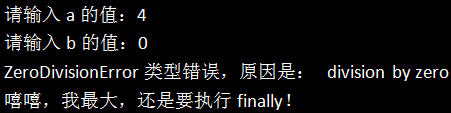 请输入 a 的值：4
请输入 b 的值：0
ZeroDivisionError 类型错误，原因是： division by zero
嘻嘻，我最大，还是要执行 finally！